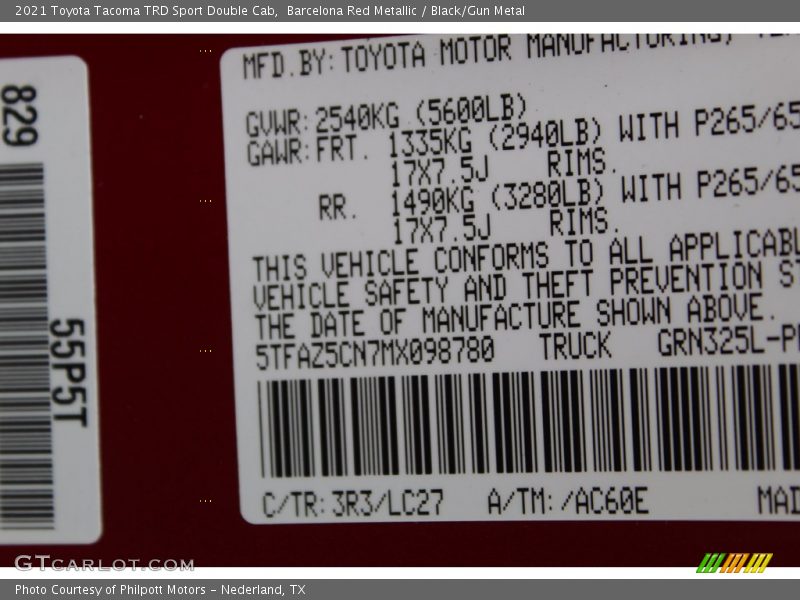 2021 Toyota Tacoma TRD Sport Double Cab, Barcelona Red Metallic / Black/Gun Metal
829
55P5T
MFD.BY:TOYOTA MOTOR MANUFACTURING,
GVWR:2540KG (5600LB)
GAWR:FRT. 1335KG (2940LB) WITH P265/65
17X7.5J RIMS.
RR. 1490KG (3280LB) WITH P265/65
17X7.5J RIMS.
THIS VEHICLE CONFORMS TO ALL APPLICABL
VEHICLE SAFETY AND THEFT PREVENTION S
THE DATE OF MANUFACTURE SHOWN ABOVE.
5TFAZ5CN7MX098780 TRUCK GRN325L-P
C/TR:3R3/LC27 A/TM:/AC60E MAD
GTCARLOT.COM
Photo Courtesy of Philpott Motors - Nederland, TX